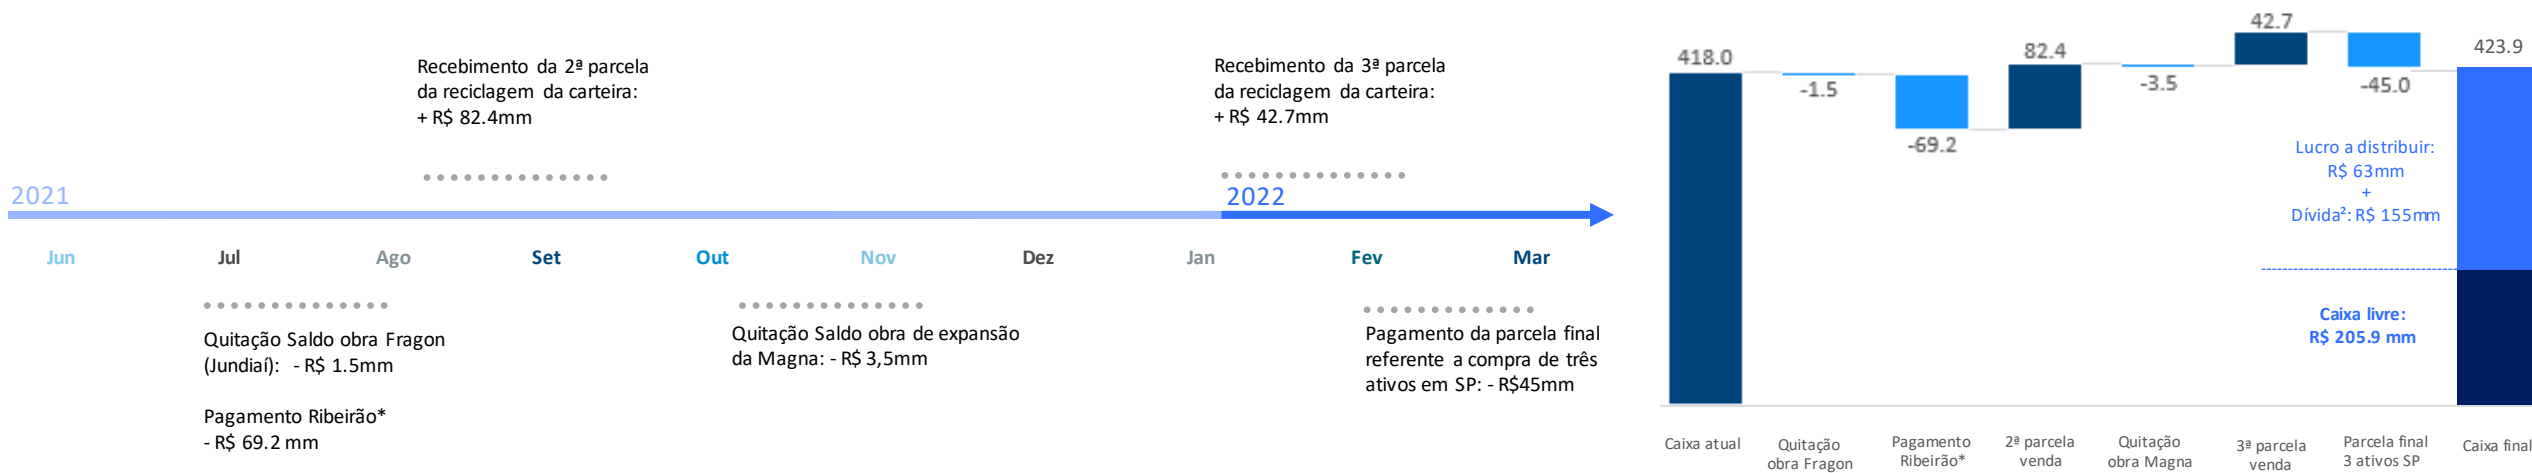 Recebimento da 2ª parcela
da reciclagem da carteira:
+ R$ 82.4mm
Recebimento da 3ª parcela
da reciclagem da carteira:
+ R$ 42.7mm
2021
2022
Jun
Jul
Ago
Set
Out
Nov
Dez
Jan
Fev
Mar
Quitação Saldo obra Fragon
(Jundiaí): - R$ 1.5mm
Pagamento Ribeirão*
- R$ 69.2 mm
Quitação Saldo obra de expansão
da Magna: - R$ 3,5mm
Pagamento da parcela final
referente a compra de três
ativos em SP: - R$45mm
418.0
-1.5
-69.2
82.4
-3.5
42.7
-45.0
423.9
Lucro a distribuir:
R$ 63mm
+
Dívida²: R$ 155mm
Caixa livre:
R$ 205.9 mm
Caixa atual
Quitação
obra Fragon
Pagamento
Ribeirão*
2ª parcela
venda
Quitação
obra Magna
3ª parcela
venda
Parcela final
3 ativos SP
Caixa final